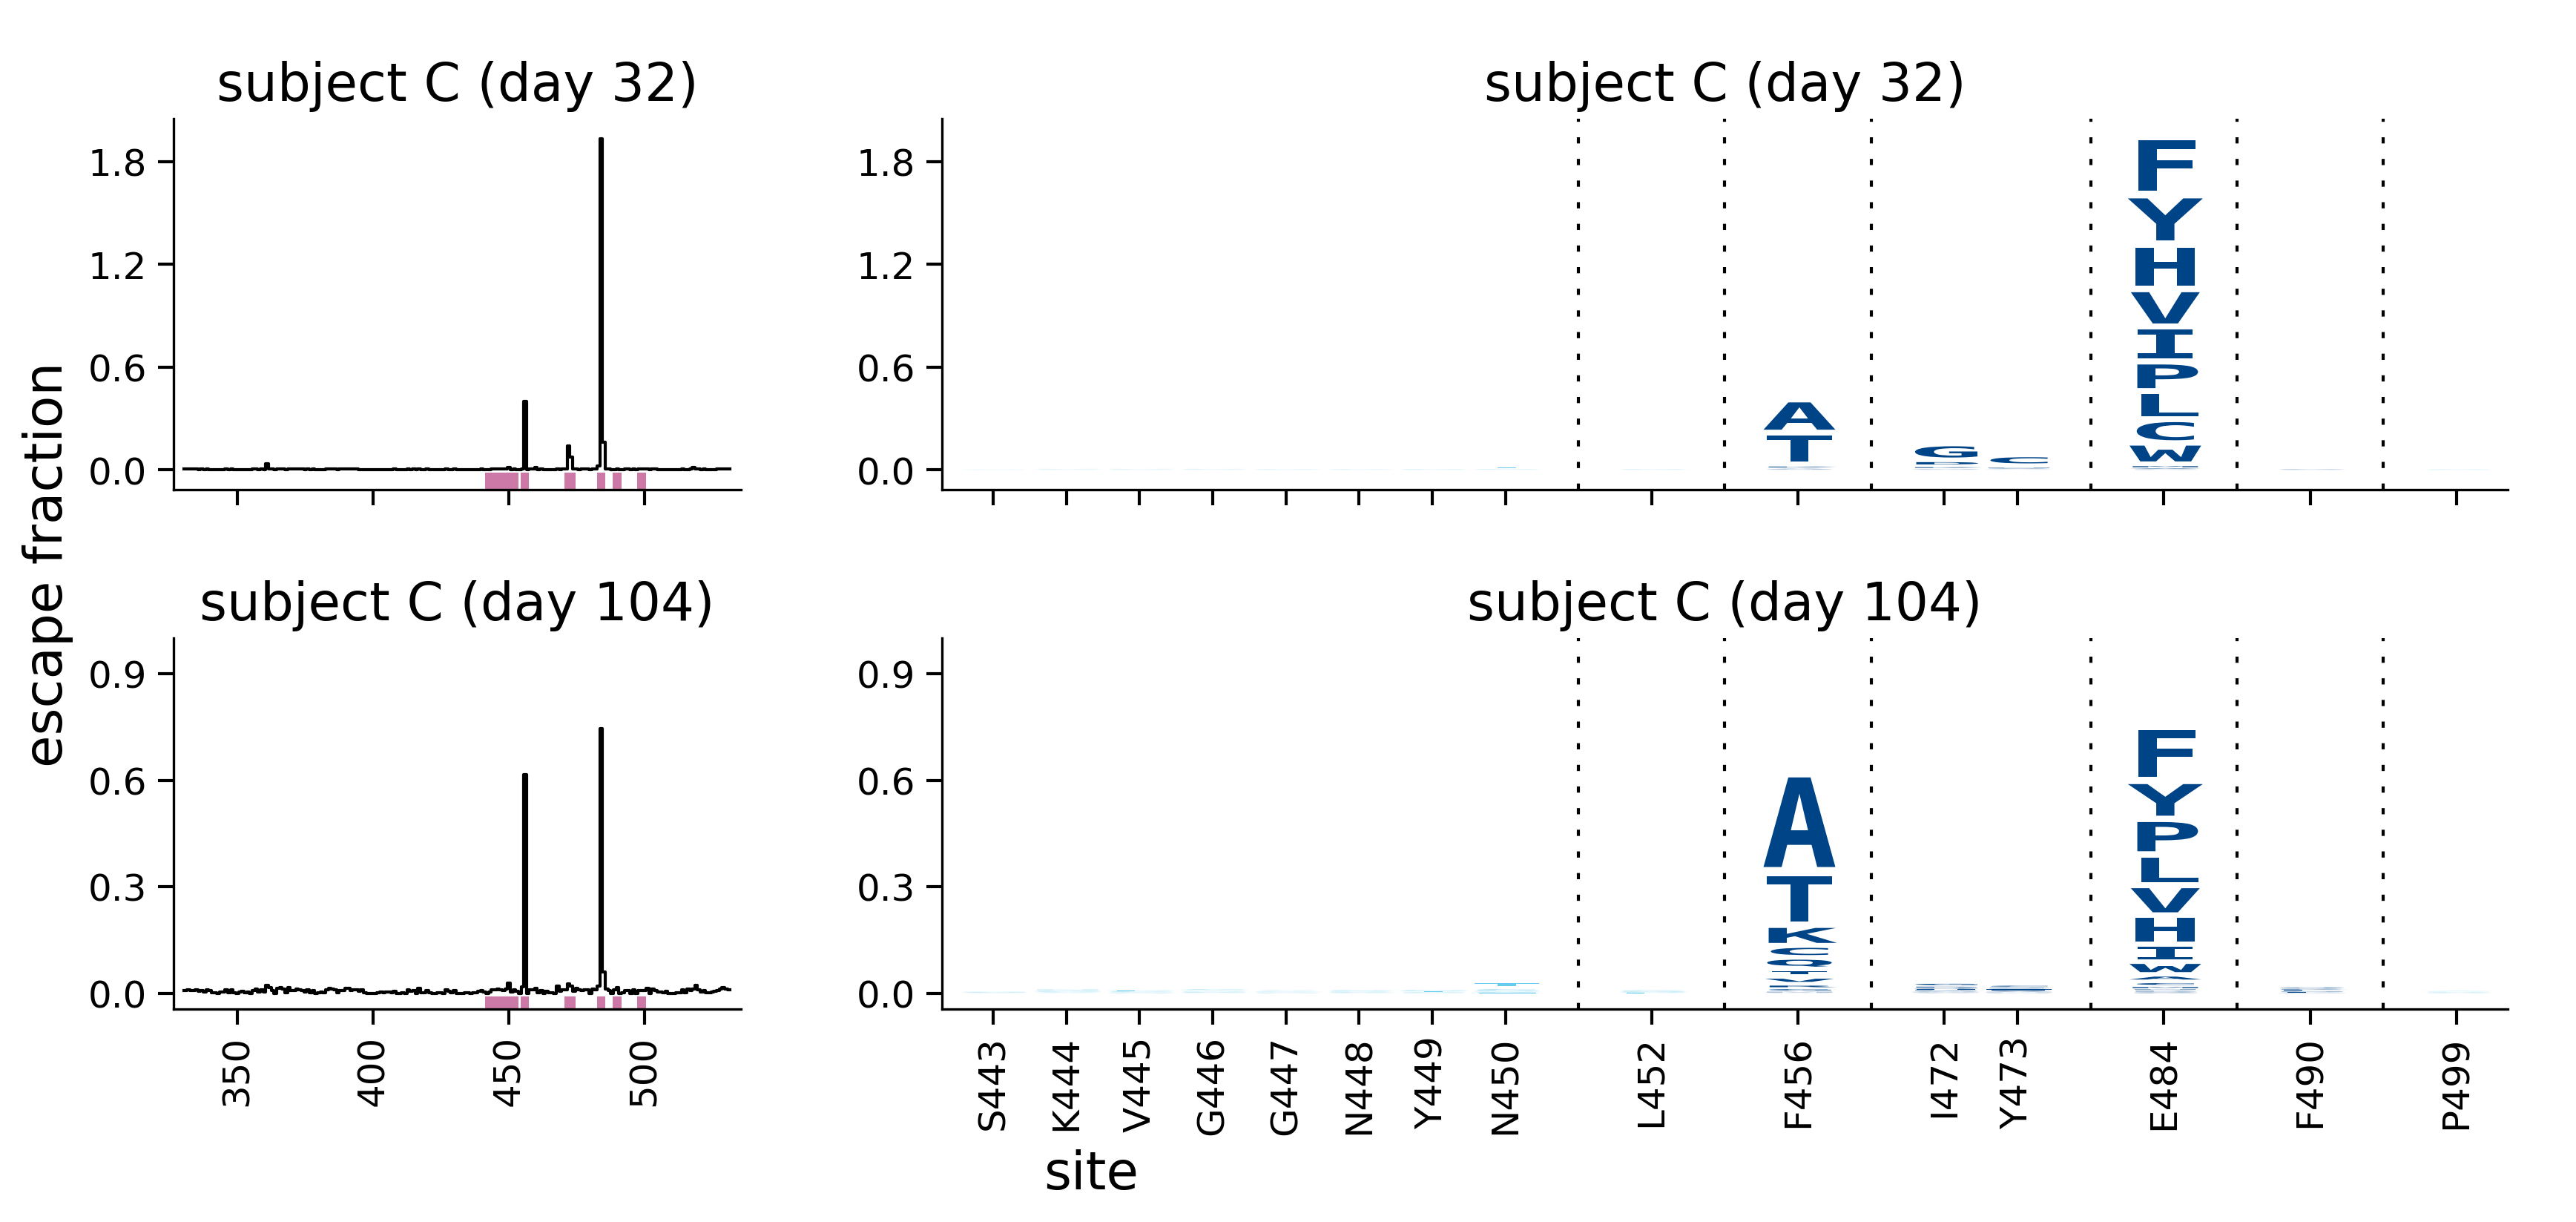 subject C (day 32)
subject C (day 32)
escape fraction
1.8
1.2
0.6
0.0
1.8
1.2
0.6
0.0
A
T
G
C
F
Y
H
V
I
P
L
C
W
subject C (day 104)
subject C (day 104)
0.9
0.6
0.3
0.0
0.9
0.6
0.3
0.0
A
T
K
C
Q
F
Y
P
L
V
H
I
W
350
400
450
500
S443
K444
V445
G446
G447
N448
Y449
N450
L452
F456
I472
Y473
E484
F490
P499
site